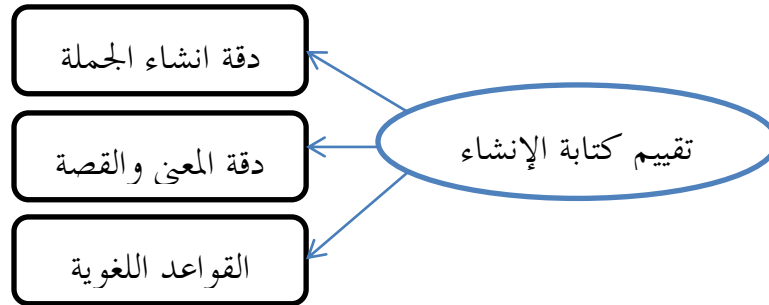 تقييم كتابة الإنشاء
دقة انشاء الجملة
دقة المعنى والقصة
القواعد اللغوية